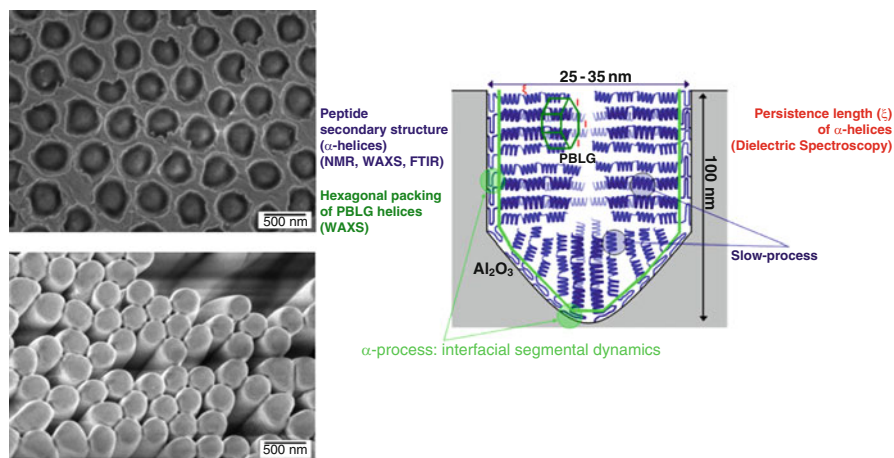 500 nm
500 nm
Peptide
secondary structure
(α-helices)
(NMR, WAXS, FTIR)
Hexagonal packing
of PBLG helices
(WAXS)
25 - 35 nm
PBLG
100 nm
Al₂O₃
Persistence length (ξ)
of α-helices
(Dielectric Spectroscopy)
Slow-process
α-process: interfacial segmental dynamics